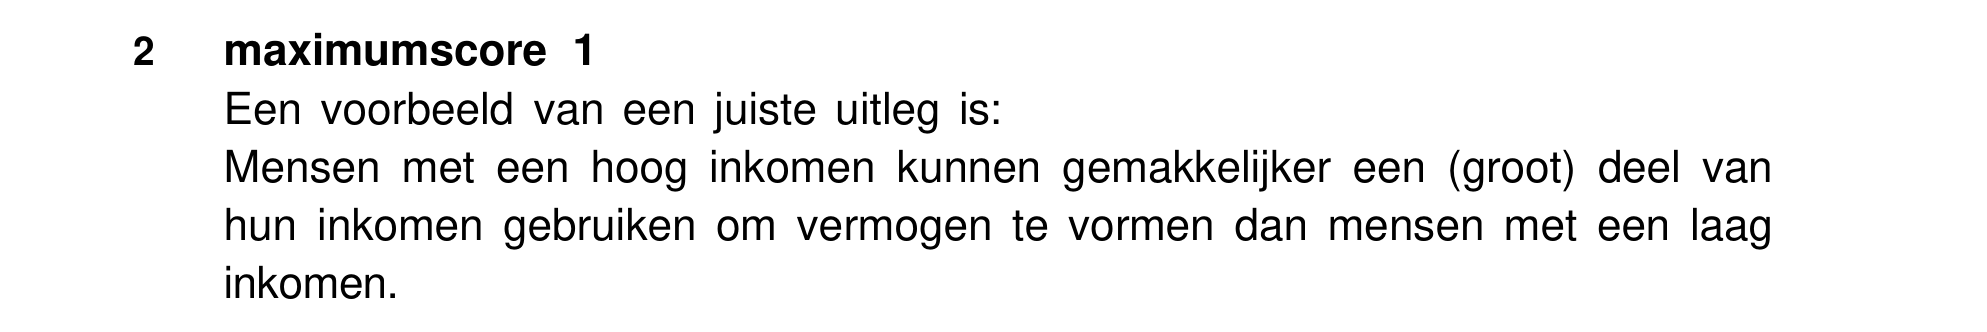 2 maximumscore 1
Een voorbeeld van een juiste uitleg is:
Mensen met een hoog inkomen kunnen gemakkelijker een (groot) deel van
hun inkomen gebruiken om vermogen te vormen dan mensen met een laag
inkomen.